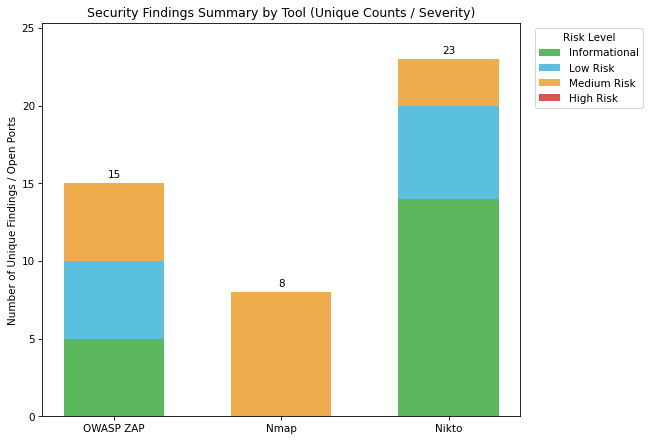 Security Findings Summary by Tool (Unique Counts / Severity)
Number of Unique Findings / Open Ports
25
20
15
10
5
0
15
8
23
OWASP ZAP
Nmap
Nikto
Risk Level
Informational
Low Risk
Medium Risk
High Risk